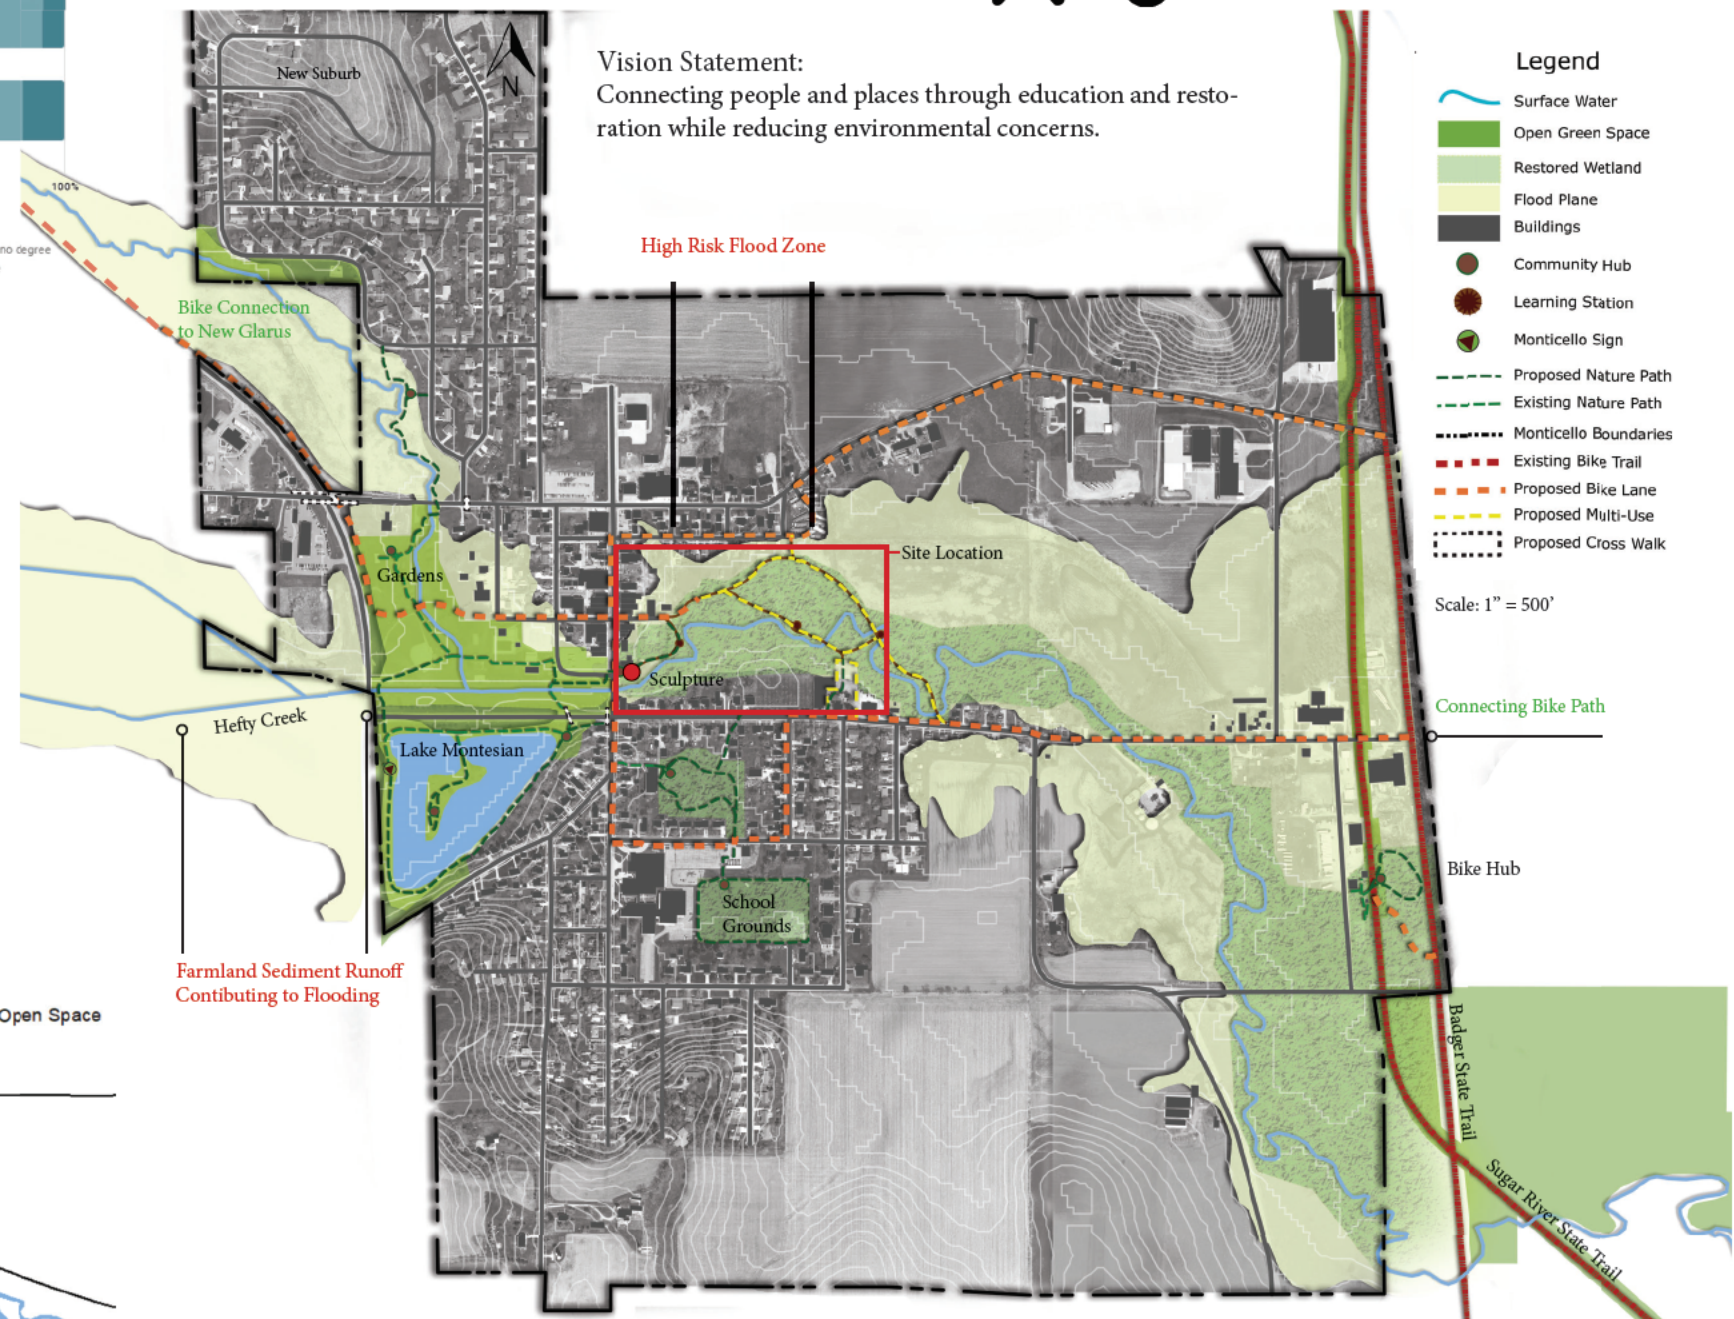 New Suburb
N
Vision Statement:
Connecting people and places through education and resto-
ration while reducing environmental concerns.
Legend
Surface Water
Open Green Space
Restored Wetland
Flood Plane
Buildings
Community Hub
Learning Station
Monticello Sign
Proposed Nature Path
Existing Nature Path
Monticello Boundaries
Existing Bike Trail
Proposed Bike Lane
Proposed Multi-Use
Proposed Cross Walk
Scale: 1” = 500’
100%
no degree
High Risk Flood Zone
Bike Connection
to New Glarus
Site Location
Gardens
Sculpture
Hefty Creek
Lake Montesian
Connecting Bike Path
Bike Hub
School
Grounds
Farmland Sediment Runoff
Contibuting to Flooding
Open Space
Badger State Trail
Sugar River State Trail